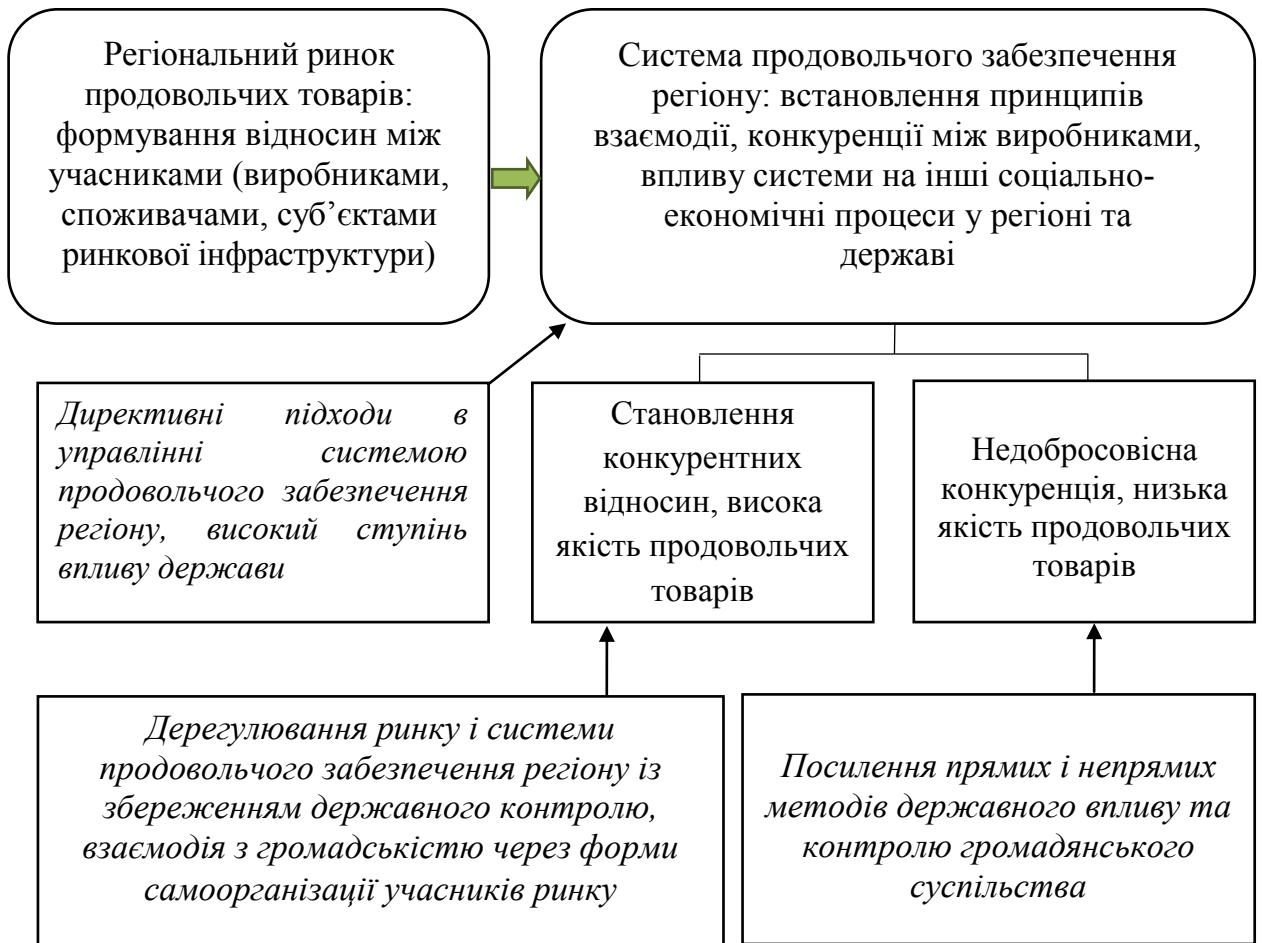 Регіональний ринок
продовольчих товарів:
формування відносин між
учасниками (виробниками,
споживачами, суб’єктами
ринкової інфраструктури)
Система продовольчого забезпечення
регіону: встановлення принципів
взаємодії, конкуренції між виробниками,
впливу системи на інші соціально-
економічні процеси у регіоні та
державі
Директивні підходи в
управлінні системою
продовольчого забезпечення
регіону, високий ступінь
впливу держави
Становлення
конкурентних
відносин, висока
якість продовольчих
товарів
Недобросовісна
конкуренція, низька
якість продовольчих
товарів
Дерегулювання ринку і системи
продовольчого забезпечення регіону із
збереженням державного контролю,
взаємодія з громадськістю через форми
самоорганізації учасників ринку
Посилення прямих і непрямих
методів державного впливу та
контролю громадянського
суспільства